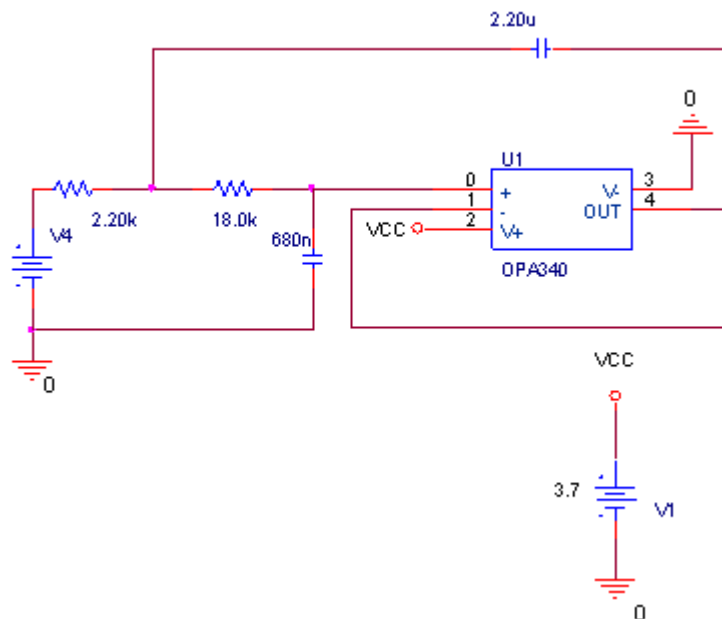 2.20u
0
U1
0
+
V-
3
1
-
OUT
4
2
V+
VCC
OPA340
2.20k
18.0k
V4
680n
0
VCC
3.7
V1
0